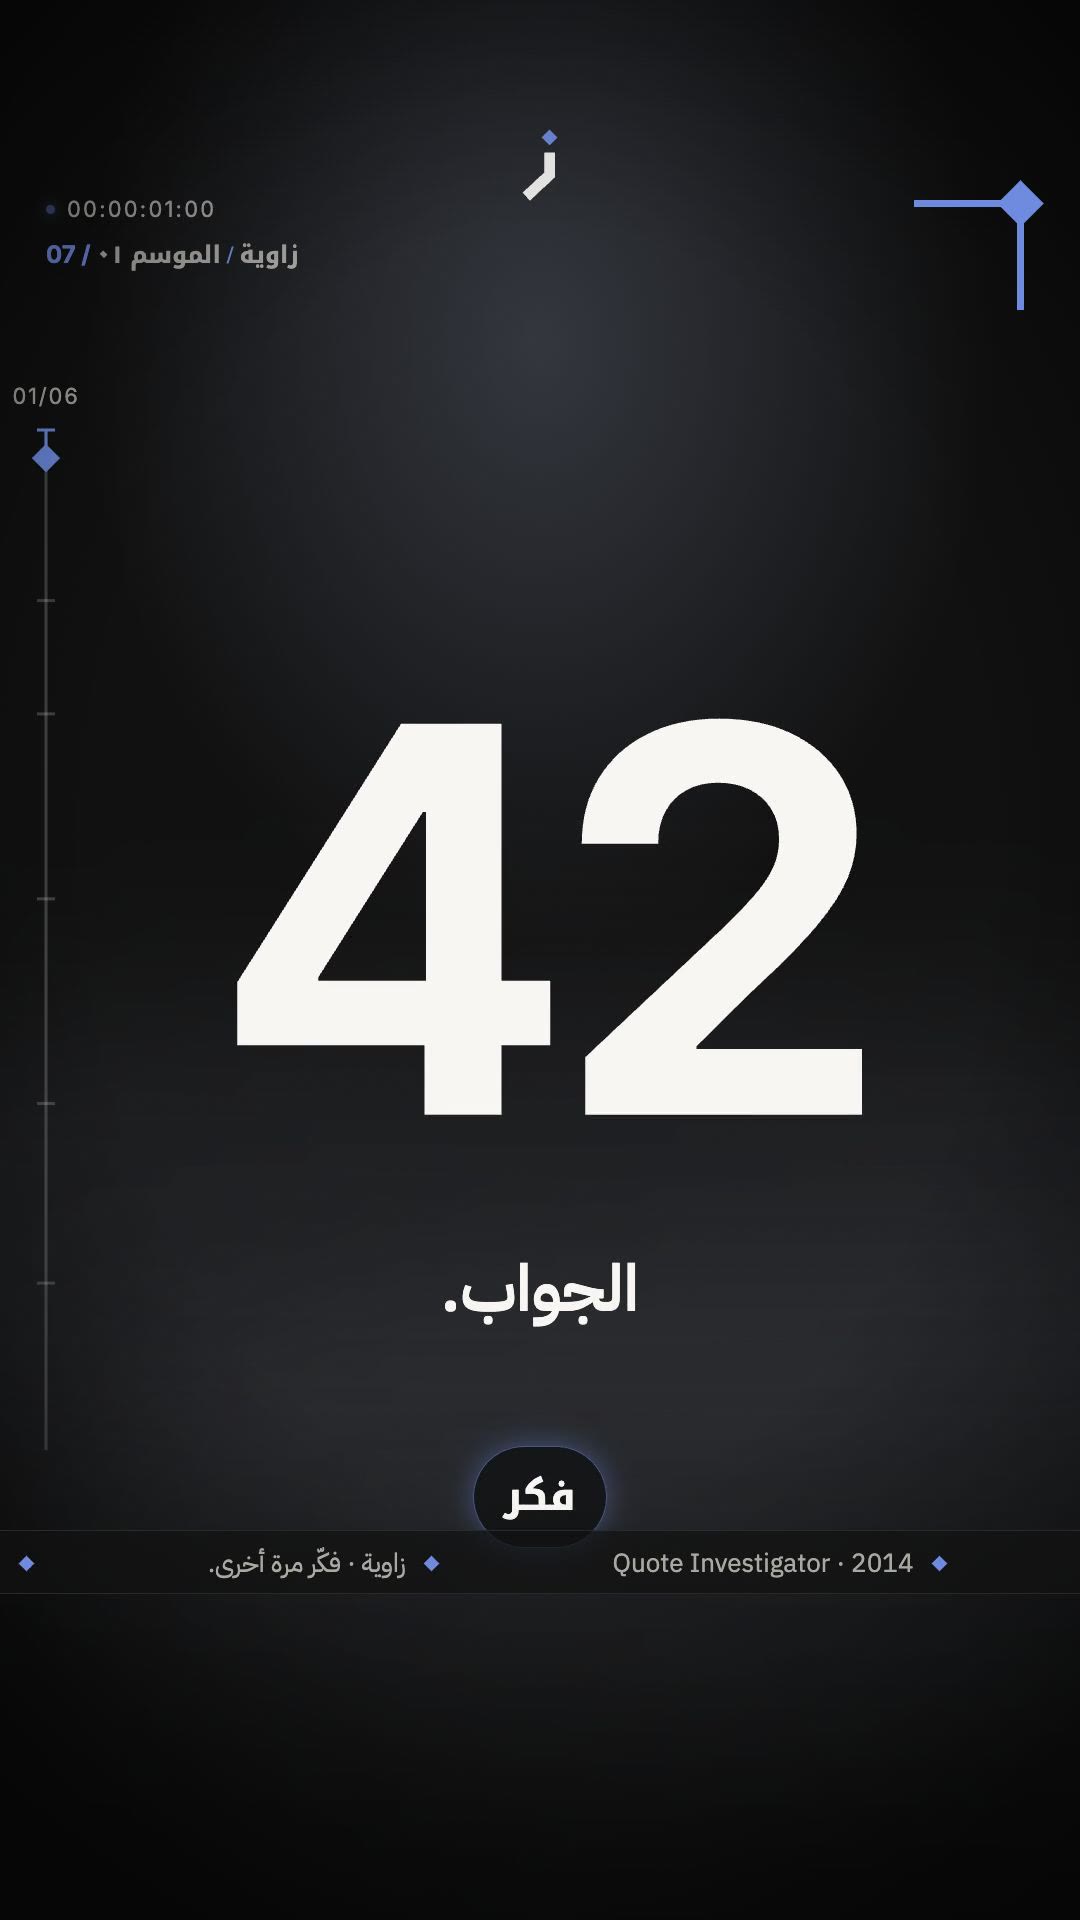 00:00:01:00
زاوية / الموسم ٠١ / 07
01/06
42
الجواب.
فكر
Quote Investigator · 2014
زاوية · فكّر مرة أخرى.